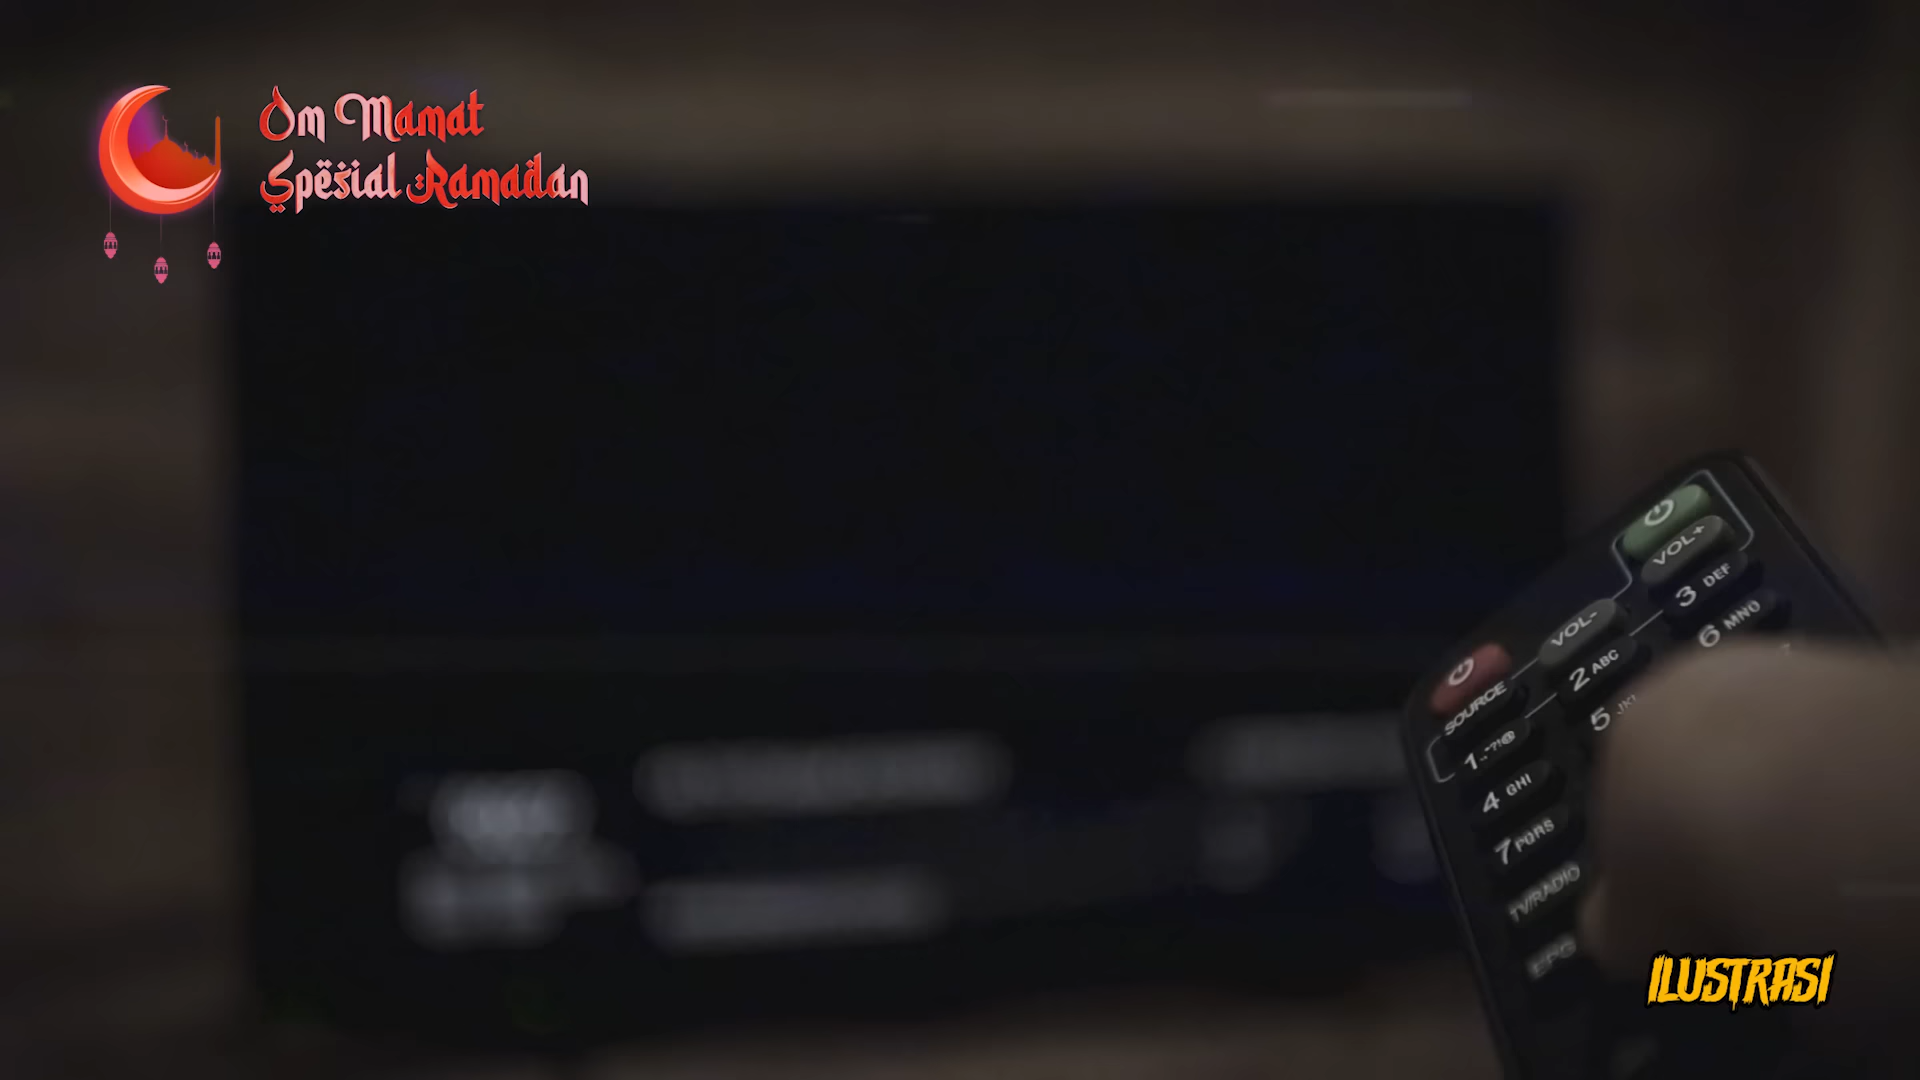 Om Mamat
Spesial Ramadan
VOL+
3 DEF
VOL-
6 MNO
2 ABC
SOURCE
5 JKL
1.-*?!@
4 GHI
7 PQRS
TV/RADIO
EPG
ILUSTRASI